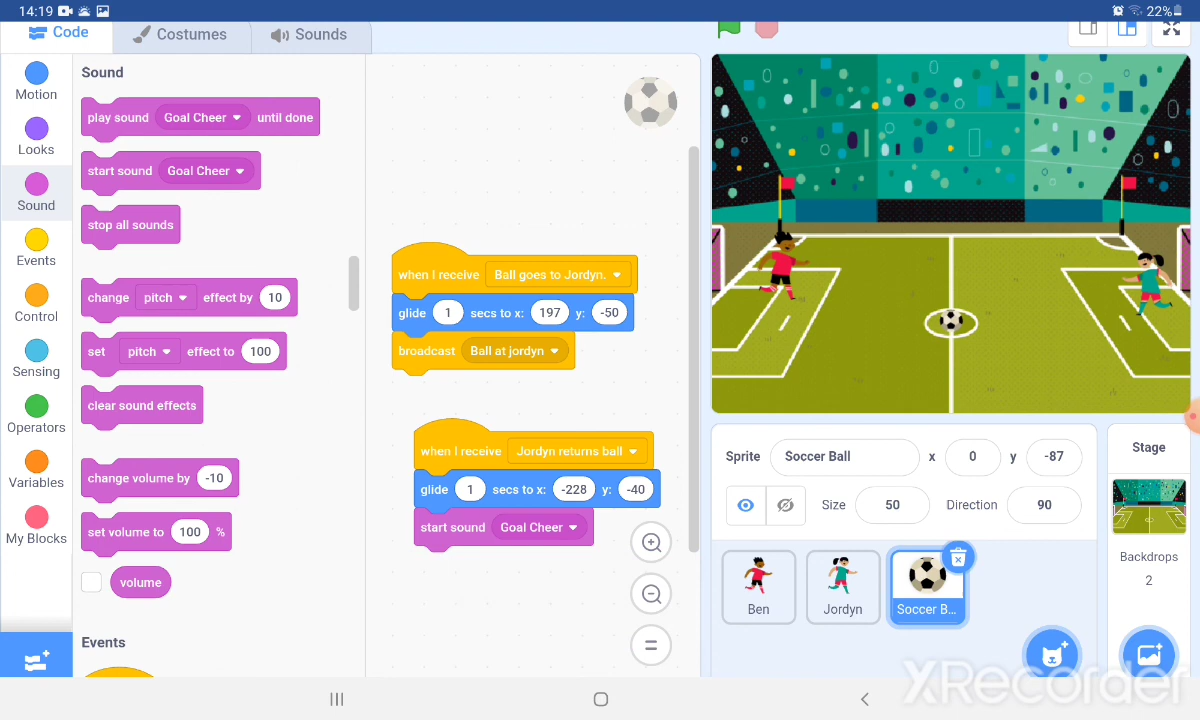 14:19
22%
Code
Costumes
Sounds
Motion
Looks
Sound
Events
Control
Sensing
Operators
Variables
My Blocks
Sound
play sound Goal Cheer until done
start sound Goal Cheer
stop all sounds
change pitch effect by 10
set pitch effect to 100
clear sound effects
change volume by -10
set volume to 100 %
volume
Events
when I receive Ball goes to Jordyn.
glide 1 secs to x: 197 y: -50
broadcast Ball at jordyn
when I receive Jordyn returns ball
glide 1 secs to x: -228 y: -40
start sound Goal Cheer
Sprite Soccer Ball x 0 y -87
Size 50 Direction 90
Ben
Jordyn
Soccer B...
Stage
Backdrops
2
XRecorder